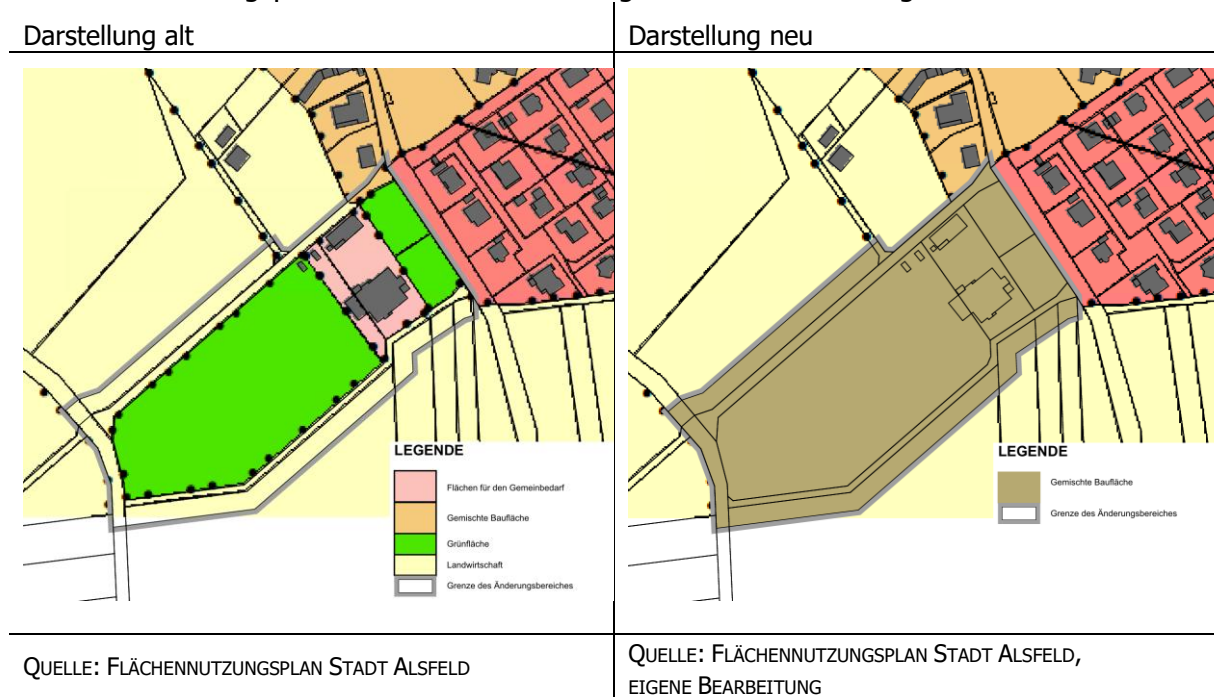 Darstellung alt
Darstellung neu
LEGENDE
Flächen für den Gemeinbedarf
Gemischte Baufläche
Grünfläche
Landwirtschaft
Grenze des Änderungsbereiches
LEGENDE
Gemischte Baufläche
Grenze des Änderungsbereiches
QUELLE: FLÄCHENNUTZUNGSPLAN STADT ALSFELD
QUELLE: FLÄCHENNUTZUNGSPLAN STADT ALSFELD,
EIGENE BEARBEITUNG